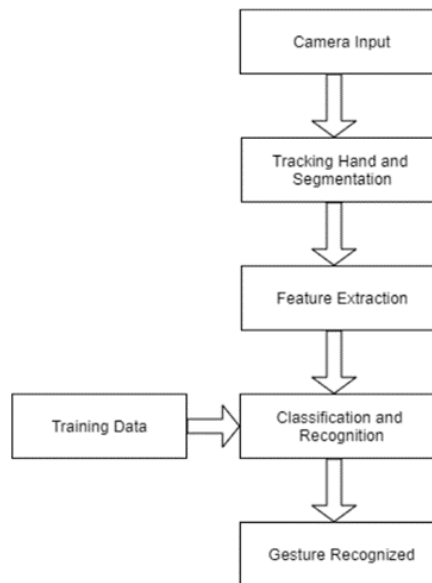 Camera Input
Tracking Hand and
Segmentation
Feature Extraction
Training Data
Classification and
Recognition
Gesture Recognized